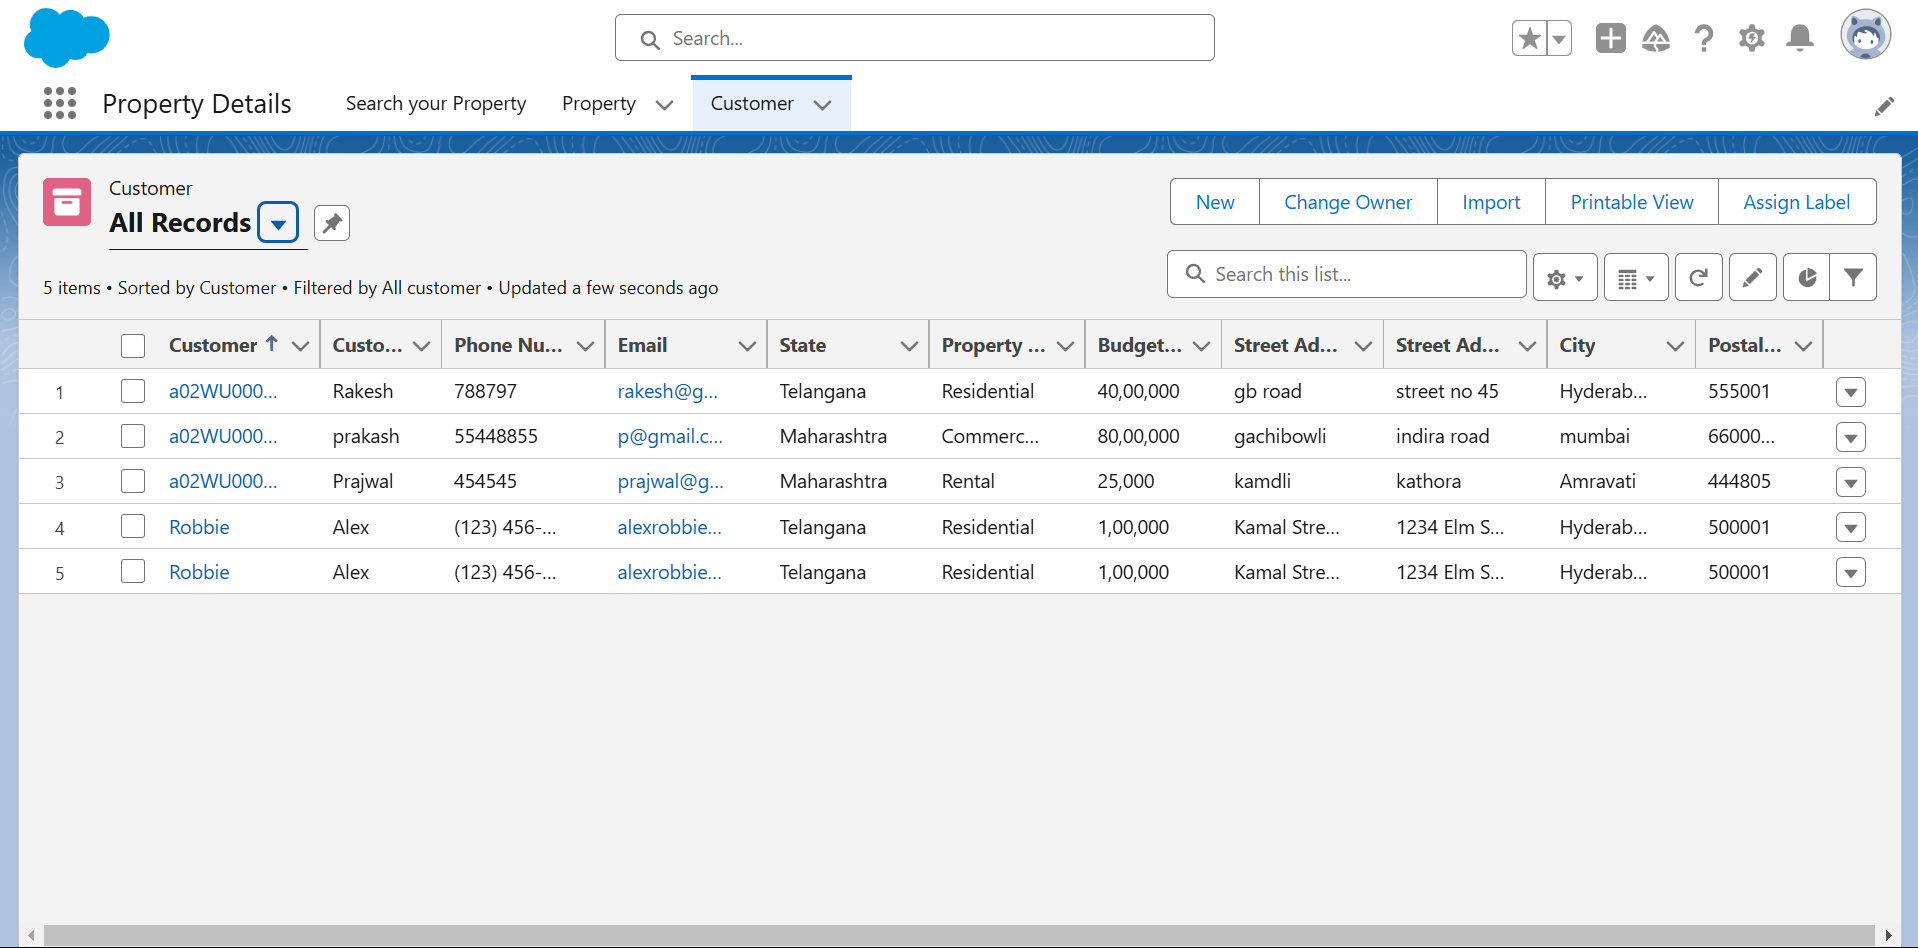 Search...
Property Details Search your Property Property Customer
Customer
All Records
New Change Owner Import Printable View Assign Label
5 items • Sorted by Customer • Filtered by All customer • Updated a few seconds ago
Search this list...
Customer Custo... Phone Nu... Email State Property ... Budget... Street Ad... Street Ad... City Postal...
1 a02WU000... Rakesh 788797 rakesh@g... Telangana Residential 40,00,000 gb road street no 45 Hyderab... 555001
2 a02WU000... prakash 55448855 p@gmail.c... Maharashtra Commerc... 80,00,000 gachibowli indira road mumbai 66000...
3 a02WU000... Prajwal 454545 prajwal@g... Maharashtra Rental 25,000 kamdli kathora Amravati 444805
4 Robbie Alex (123) 456-... alexrobbie... Telangana Residential 1,00,000 Kamal Stre... 1234 Elm S... Hyderab... 500001
5 Robbie Alex (123) 456-... alexrobbie... Telangana Residential 1,00,000 Kamal Stre... 1234 Elm S... Hyderab... 500001